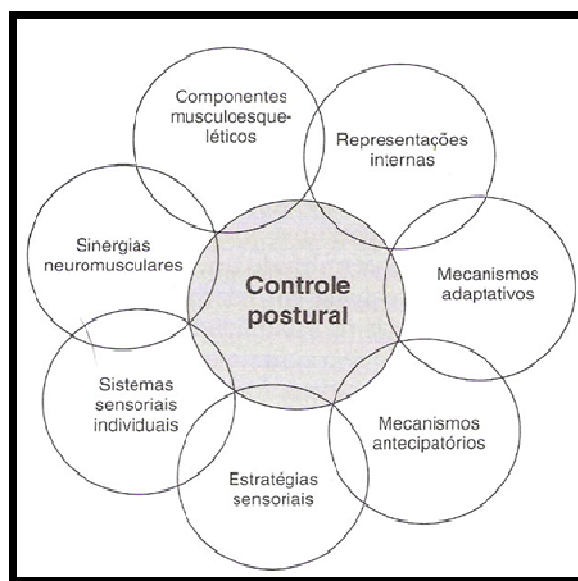 Componentes
musculoesque-
léticos
Representações
internas
Mecanismos
adaptativos
Mecanismos
antecipatórios
Estratégias
sensoriais
Sistemas
sensoriais
individuais
Sinergias
neuromusculares
Controle
postural